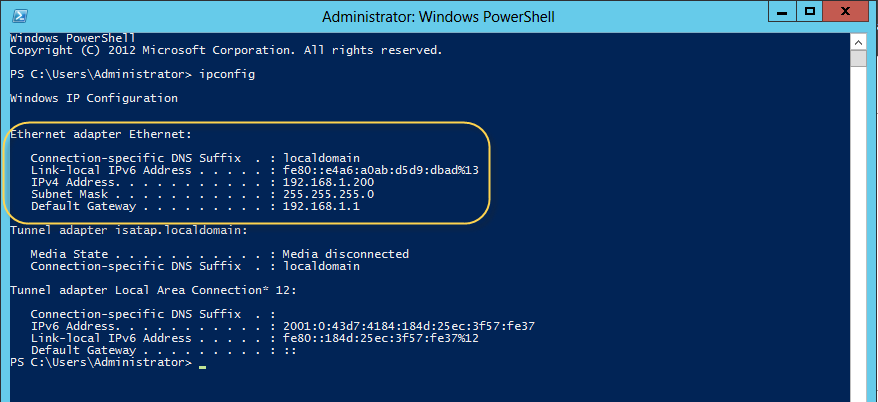 Administrator: Windows PowerShell
Windows PowerShell
Copyright (C) 2012 Microsoft Corporation. All rights reserved.
PS C:\Users\Administrator> ipconfig
Windows IP Configuration
Ethernet adapter Ethernet:
Connection-specific DNS Suffix  . : localdomain
Link-local IPv6 Address . . . . . : fe80::e4a6:a0ab:d5d9:dbad%13
IPv4 Address. . . . . . . . . . . : 192.168.1.200
Subnet Mask . . . . . . . . . . . : 255.255.255.0
Default Gateway . . . . . . . . . : 192.168.1.1
Tunnel adapter isatap.localdomain:
Media State . . . . . . . . . . . : Media disconnected
Connection-specific DNS Suffix  . : localdomain
Tunnel adapter Local Area Connection* 12:
Connection-specific DNS Suffix  . :
IPv6 Address. . . . . . . . . . . : 2001:0:43d7:4184:184d:25ec:3f57:fe37
Link-local IPv6 Address . . . . . : fe80::184d:25ec:3f57:fe37%12
Default Gateway . . . . . . . . . : ::
PS C:\Users\Administrator> _